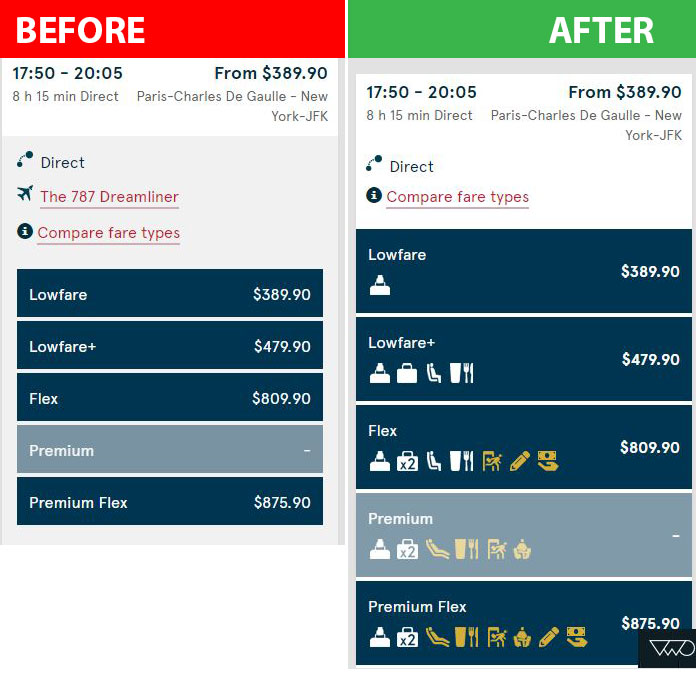 BEFORE
17:50 - 20:05 From $389.90
8 h 15 min Direct Paris-Charles De Gaulle - New
York-JFK
Direct
The 787 Dreamliner
Compare fare types
Lowfare $389.90
Lowfare+ $479.90
Flex $809.90
Premium -
Premium Flex $875.90
AFTER
17:50 - 20:05 From $389.90
8 h 15 min Direct Paris-Charles De Gaulle - New
York-JFK
Direct
Compare fare types
Lowfare $389.90
Lowfare+ $479.90
Flex $809.90
x2
Premium -
x2
Premium Flex $875.90
x2
VWO